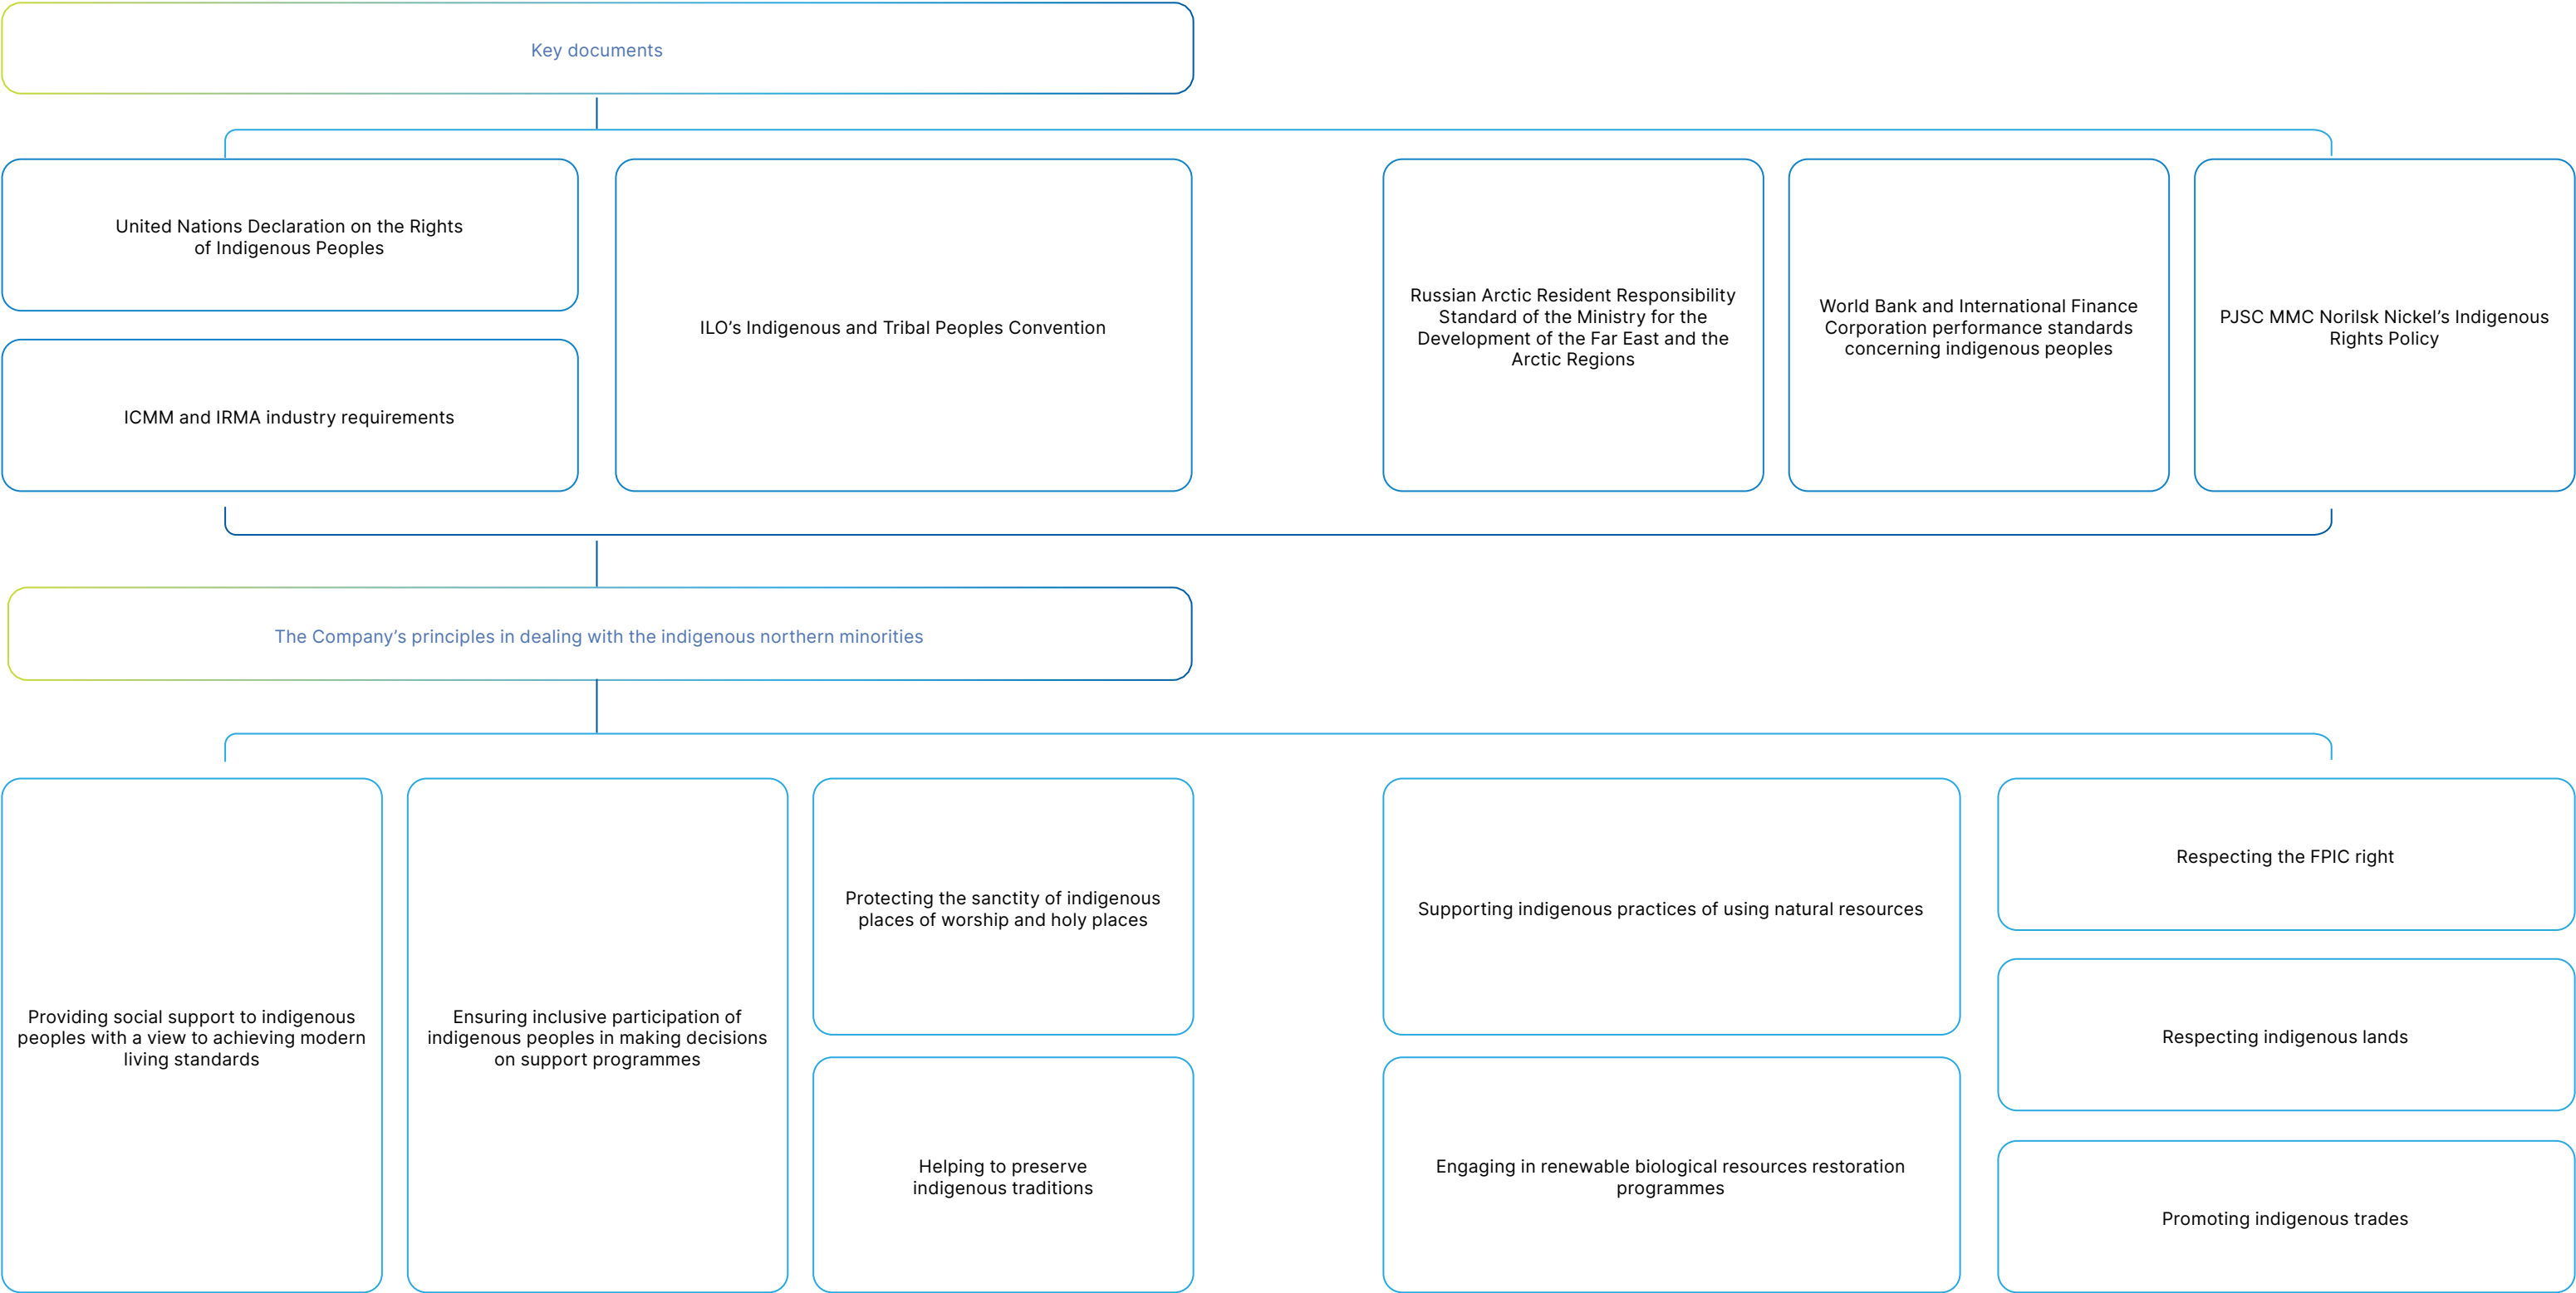 Key documents
United Nations Declaration on the Rights
of Indigenous Peoples
ICMM and IRMA industry requirements
ILO’s Indigenous and Tribal Peoples Convention
Russian Arctic Resident Responsibility
Standard of the Ministry for the
Development of the Far East and the
Arctic Regions
World Bank and International Finance
Corporation performance standards
concerning indigenous peoples
PJSC MMC Norilsk Nickel’s Indigenous
Rights Policy
The Company’s principles in dealing with the indigenous northern minorities
Providing social support to indigenous
peoples with a view to achieving modern
living standards
Ensuring inclusive participation of
indigenous peoples in making decisions
on support programmes
Protecting the sanctity of indigenous
places of worship and holy places
Helping to preserve
indigenous traditions
Supporting indigenous practices of using natural resources
Engaging in renewable biological resources restoration
programmes
Respecting the FPIC right
Respecting indigenous lands
Promoting indigenous trades